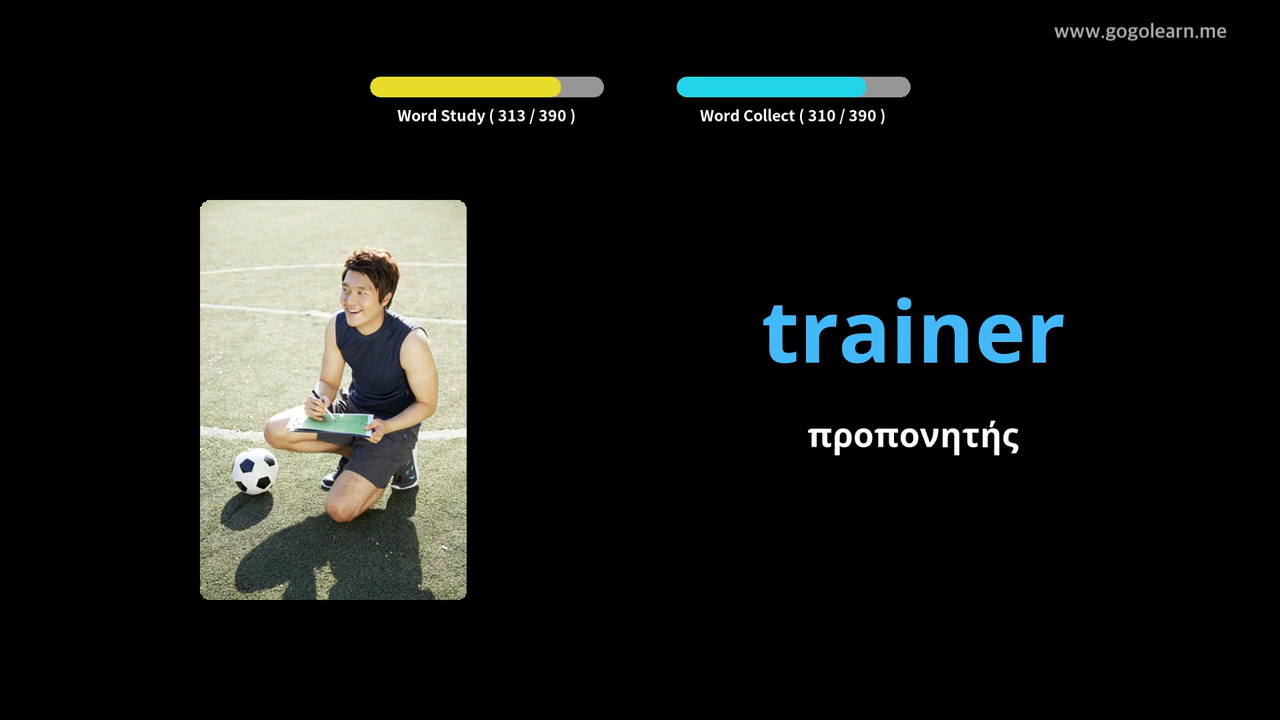 www.gogolearn.me
Word Study ( 313 / 390 )
Word Collect ( 310 / 390 )
trainer
προπονητής